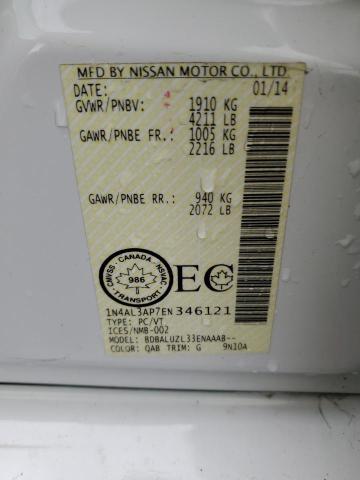 MFD BY NISSAN MOTOR CO., LTD.
DATE: 01/14
GVWR/PNBV: 1910 KG
4211 LB
GAWR/PNBE FR.: 1005 KG
2216 LB
GAWR/PNBE RR.: 940 KG
2072 LB
CMVSS · CANADA · NSVAC
986
EC
1N4AL3AP7EN346121
TYPE: PC/VT
ICES/NMB-002
MODEL: BDBALUZL33ENAAAB--
COLOR: QAB TRIM: G 9N10A